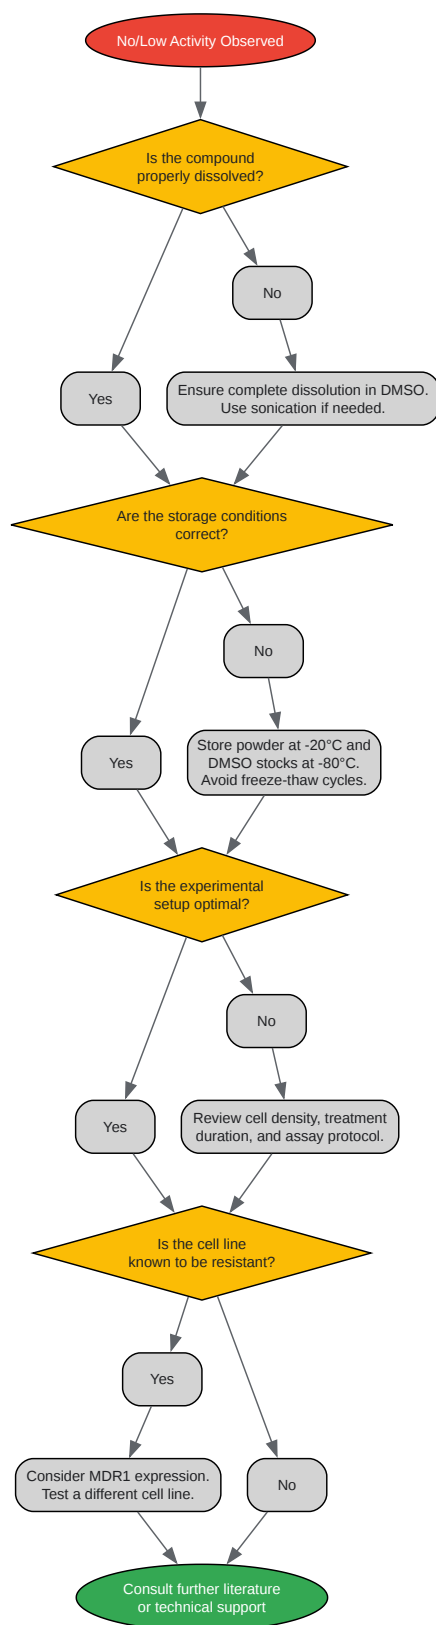 No/Low Activity Observed
Is the compound
properly dissolved?
No
Yes
Ensure complete dissolution in DMSO.
Use sonication if needed.
Are the storage conditions
correct?
No
Yes
Store powder at -20°C and
DMSO stocks at -80°C.
Avoid freeze-thaw cycles.
Is the experimental
setup optimal?
No
Yes
Review cell density, treatment
duration, and assay protocol.
Is the cell line
known to be resistant?
Yes
Consider MDR1 expression.
Test a different cell line.
No
Consult further literature
or technical support